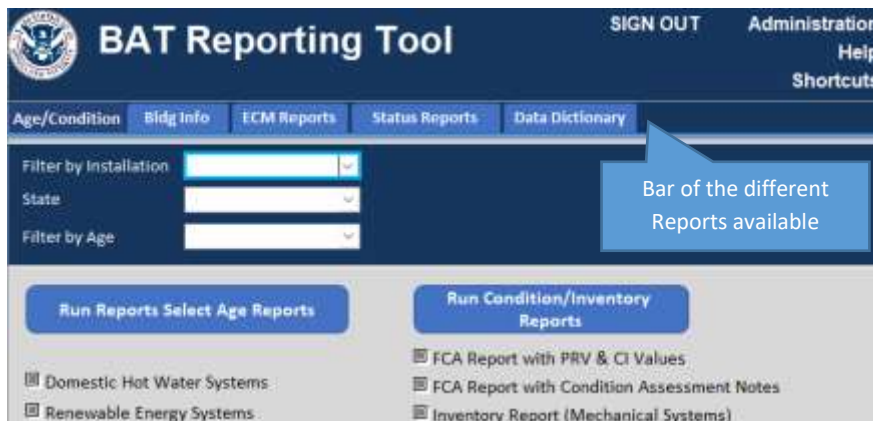 BAT Reporting Tool
SIGN OUT
Administration
Help
Shortcuts
Age/Condition
Bldg Info
ECM Reports
Status Reports
Data Dictionary
Filter by Installation
State
Filter by Age
Bar of the different
Reports available
Run Reports Select Age Reports
Run Condition/Inventory
Reports
Domestic Hot Water Systems
Renewable Energy Systems
FCA Report with PRV & CI Values
FCA Report with Condition Assessment Notes
Inventory Report (Mechanical Systems)